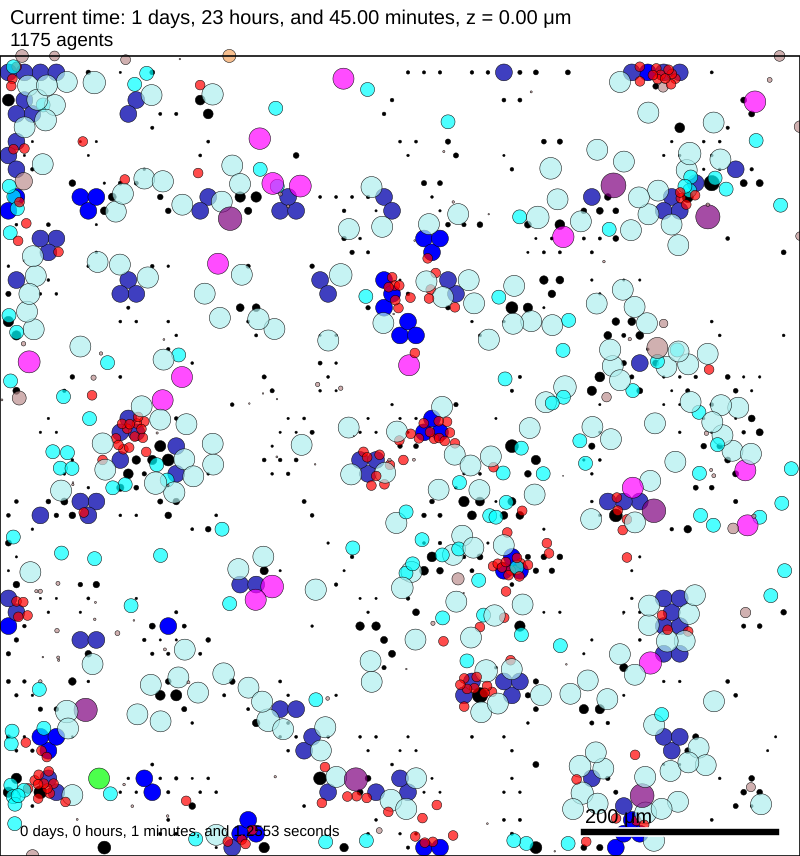 Current time: 1 days, 23 hours, and 45.00 minutes, z = 0.00 μm
1175 agents
200 μm
0 days, 0 hours, 1 minutes, and seconds